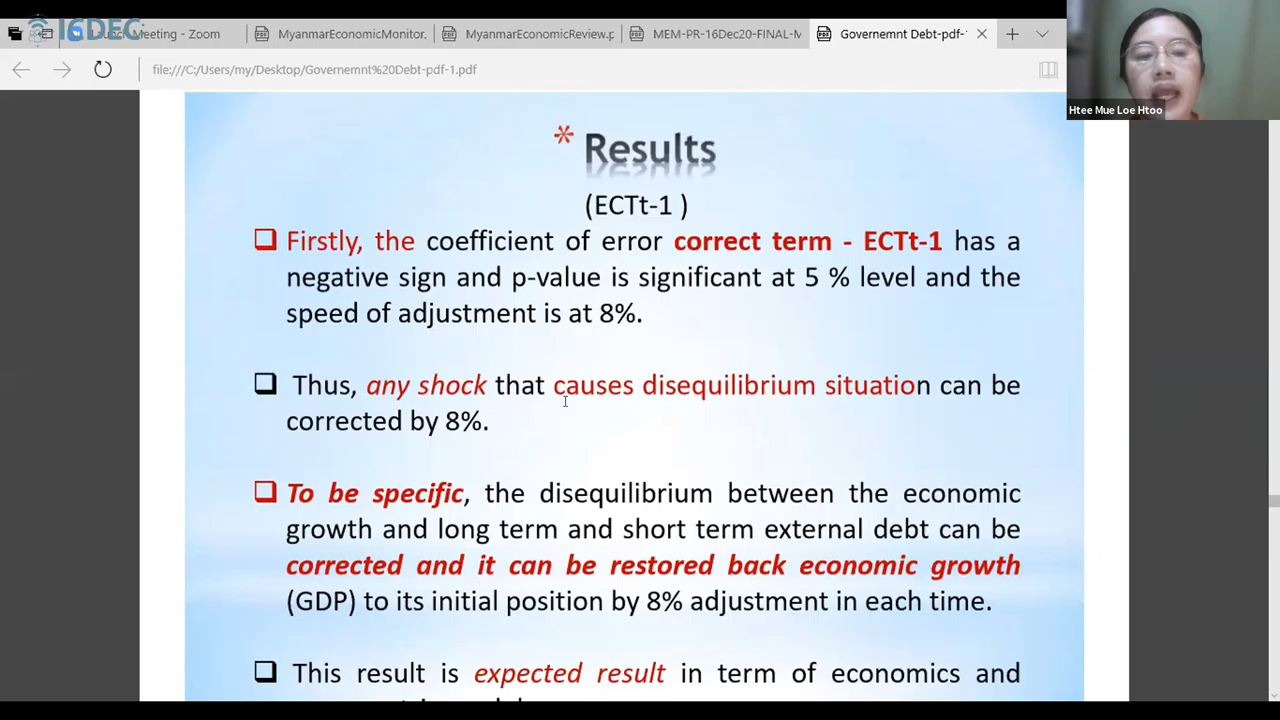 16DEC
Launch Meeting - Zoom
MyanmarEconomicMonitor.
MyanmarEconomicReview.p
MEM-PR-16Dec20-FINAL-M
Governemnt Debt-pdf-1
file:///C:/Users/my/Desktop/Governemnt%20Debt-pdf-1.pdf
Htee Mue Loe Htoo
* Results
(ECTt-1 )
Firstly, the coefficient of error correct term - ECTt-1 has a
negative sign and p-value is significant at 5 % level and the
speed of adjustment is at 8%.
Thus, any shock that causes disequilibrium situation can be
corrected by 8%.
To be specific, the disequilibrium between the economic
growth and long term and short term external debt can be
corrected and it can be restored back economic growth
(GDP) to its initial position by 8% adjustment in each time.
This result is expected result in term of economics and